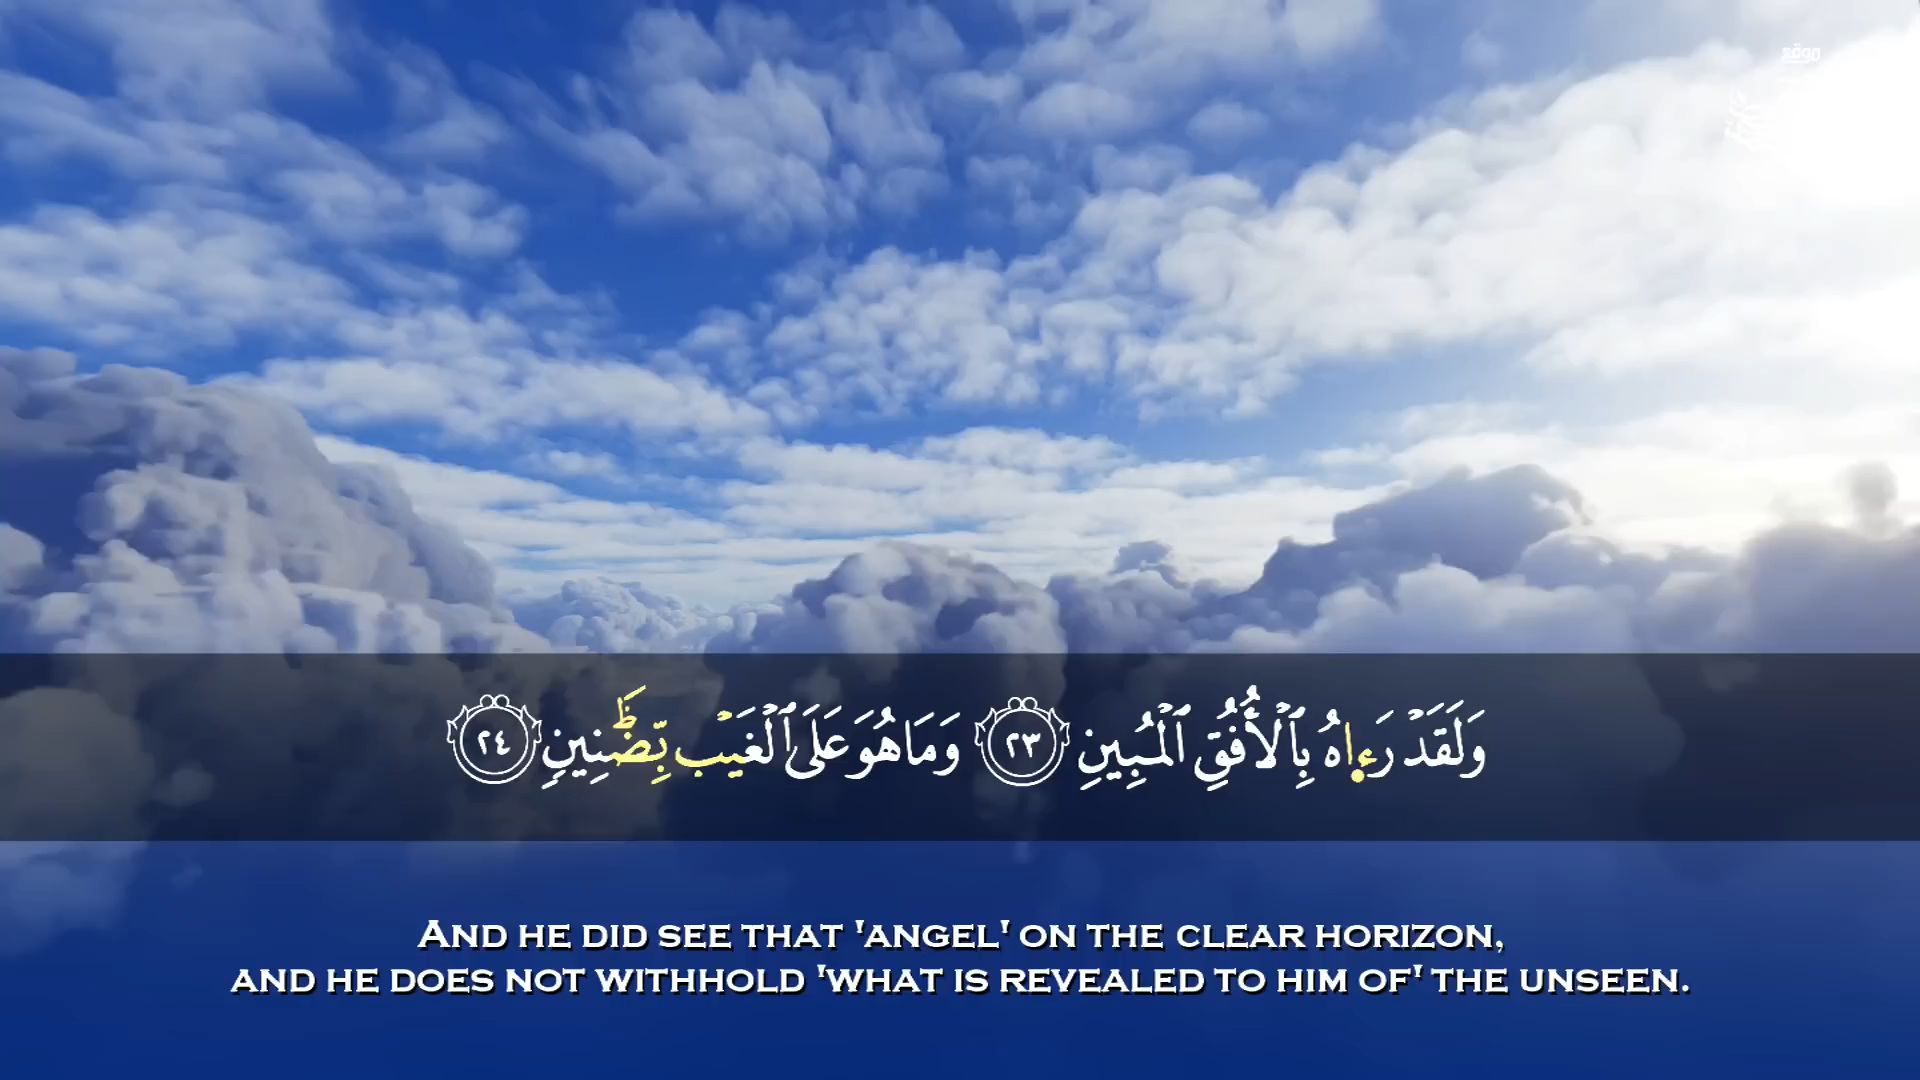 وَلَقَدۡ رَءِاهُ بِٱلۡأُفُقِ ٱلۡمُبِينِ ٢٣ وَمَا هُوَ عَلَى ٱلۡغَيۡب بِّضَنِينٍ ٢٤
AND HE DID SEE THAT 'ANGEL' ON THE CLEAR HORIZON,
AND HE DOES NOT WITHHOLD 'WHAT IS REVEALED TO HIM OF' THE UNSEEN.